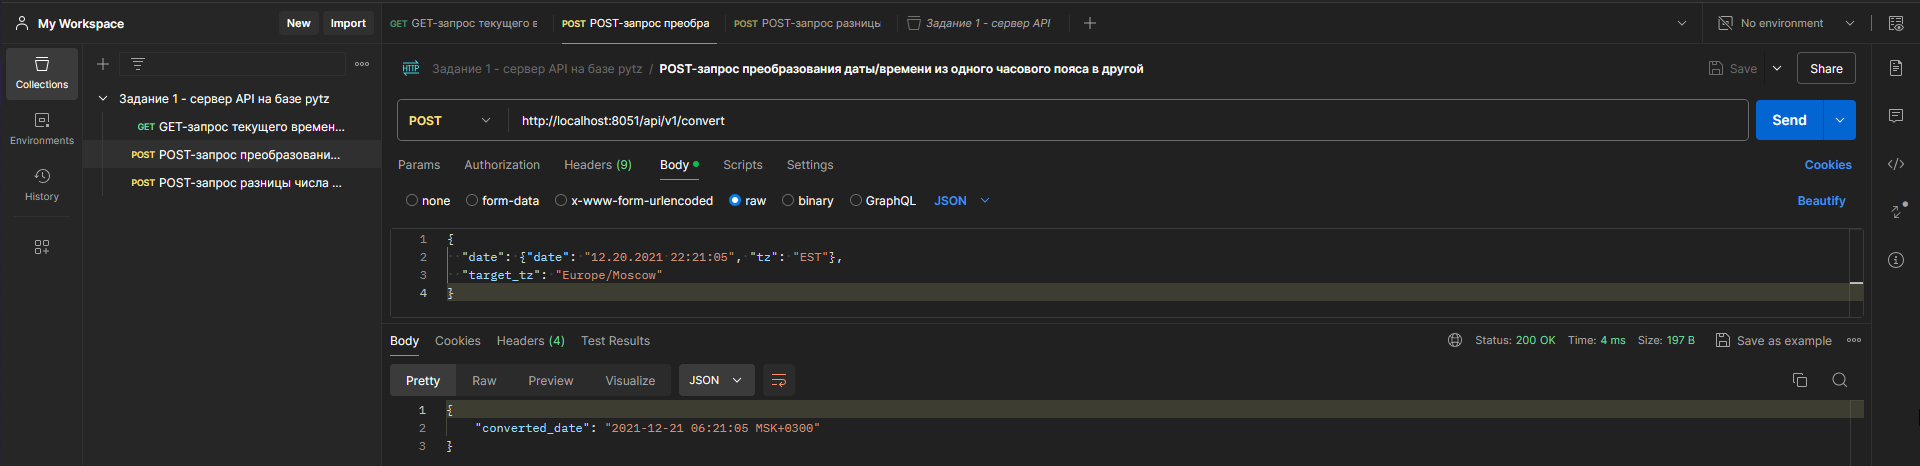 My Workspace
New
Import
GET GET-запрос текущего в
POST POST-запрос преобра
POST POST-запрос разницы
Задание 1 - сервер API
No environment
Collections
Environments
History
Задание 1 - сервер API на базе pytz
GET GET-запрос текущего времен...
POST POST-запрос преобразовани...
POST POST-запрос разницы числа ...
HTTP Задание 1 - сервер API на базе pytz / POST-запрос преобразования даты/времени из одного часового пояса в другой
Save
Share
POST http://localhost:8051/api/v1/convert
Send
Params Authorization Headers (9) Body Scripts Settings
Cookies
none form-data x-www-form-urlencoded raw binary GraphQL JSON
Beautify
1 {
2 "date": {"date": "12.20.2021 22:21:05", "tz": "EST"},
3 "target_tz": "Europe/Moscow"
4 }
Body Cookies Headers (4) Test Results
Status: 200 OK Time: 4 ms Size: 197 B
Save as example
Pretty Raw Preview Visualize JSON
1 {
2 "converted_date": "2021-12-21 06:21:05 MSK+0300"
3 }